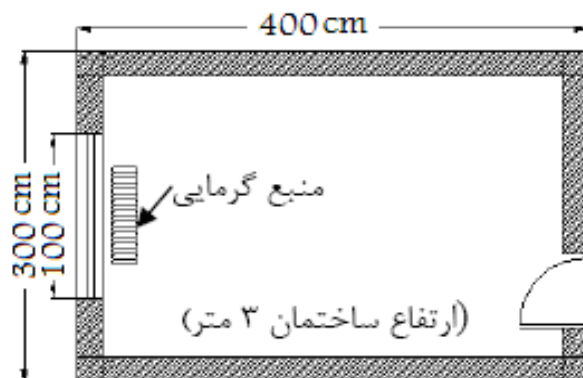 400 cm
300 cm
100 cm
منبع گرمایی
(ارتفاع ساختمان ۳ متر)